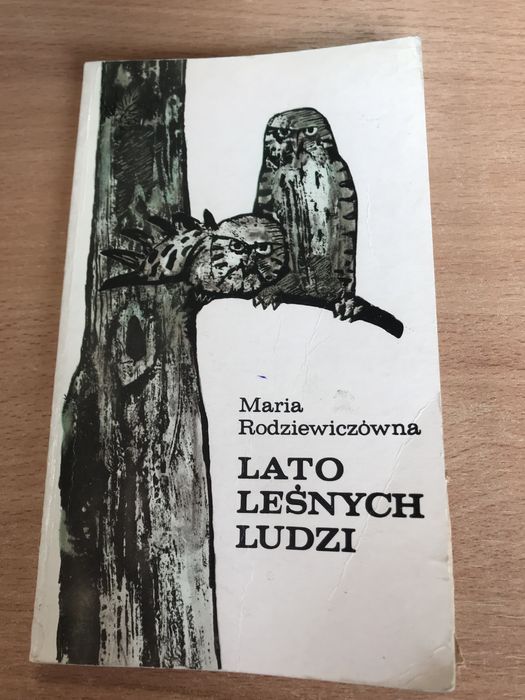 Maria
Rodziewiczówna
LATO
LEŚNYCH
LUDZI